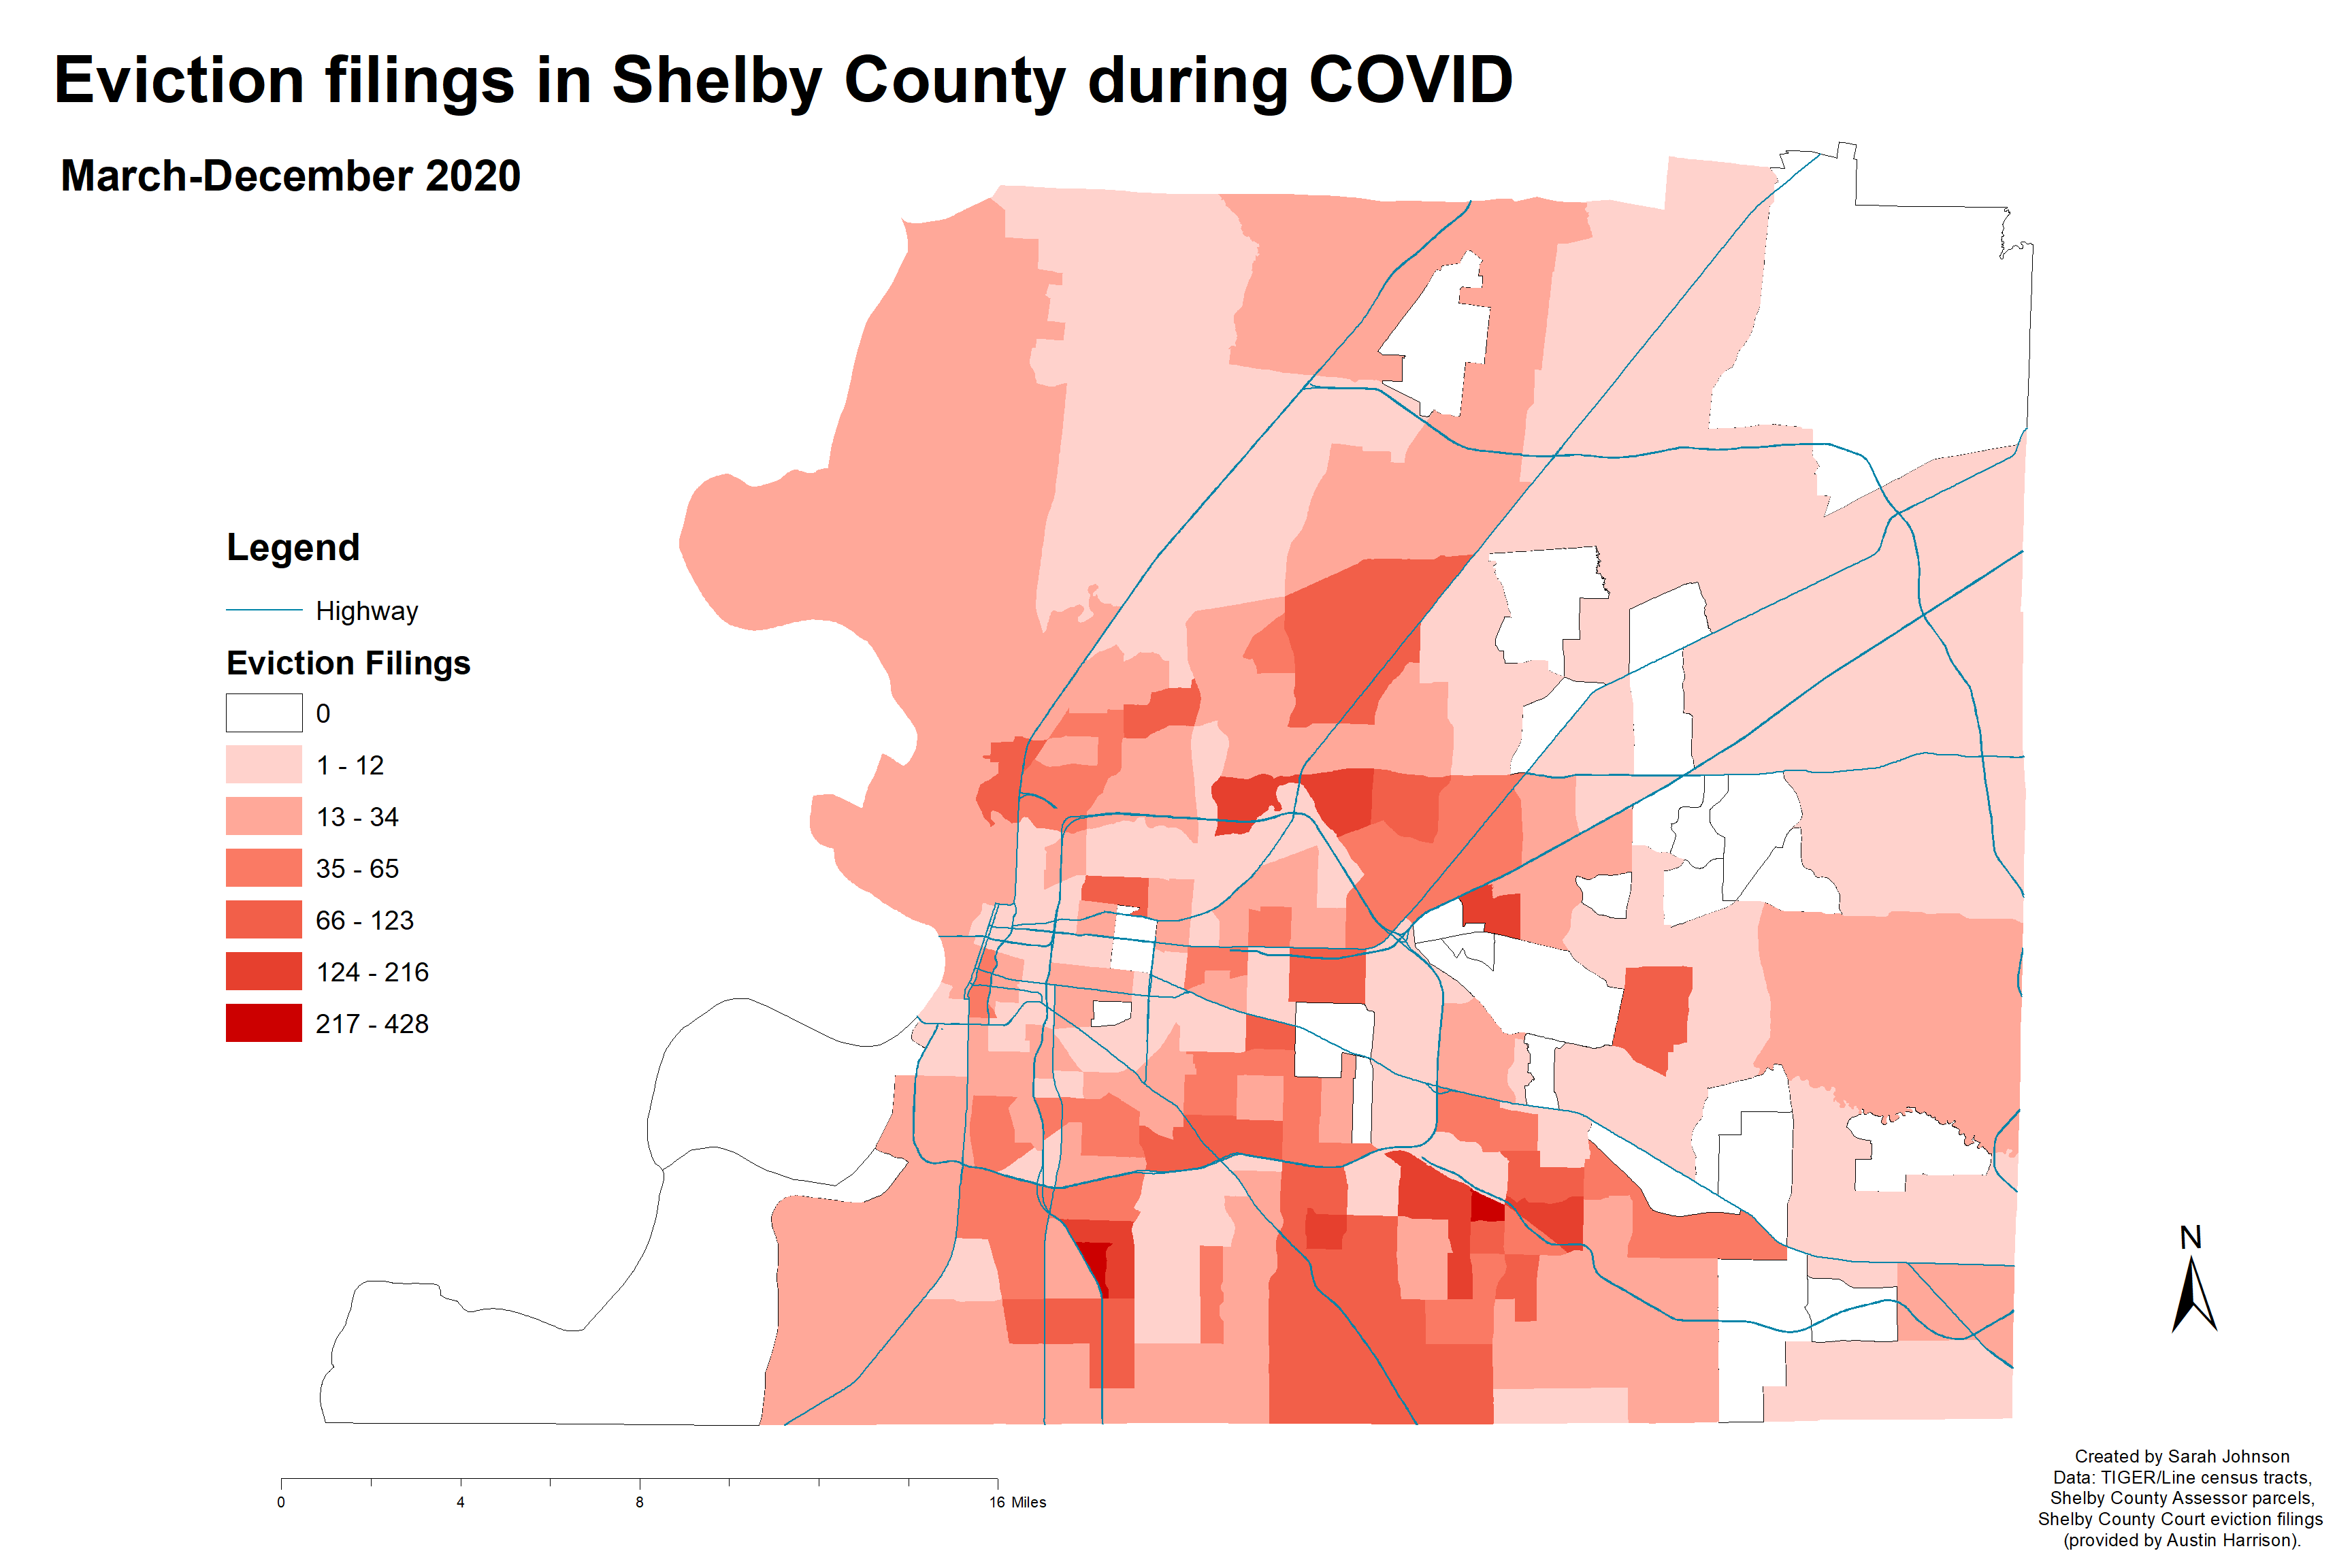 Eviction filings in Shelby County during COVID
March-December 2020
Legend
Highway
Eviction Filings
0
1 - 12
13 - 34
35 - 65
66 - 123
124 - 216
217 - 428
N
0 4 8 16 Miles
Created by Sarah Johnson
Data: TIGER/Line census tracts,
Shelby County Assessor parcels,
Shelby County Court eviction filings
(provided by Austin Harrison).